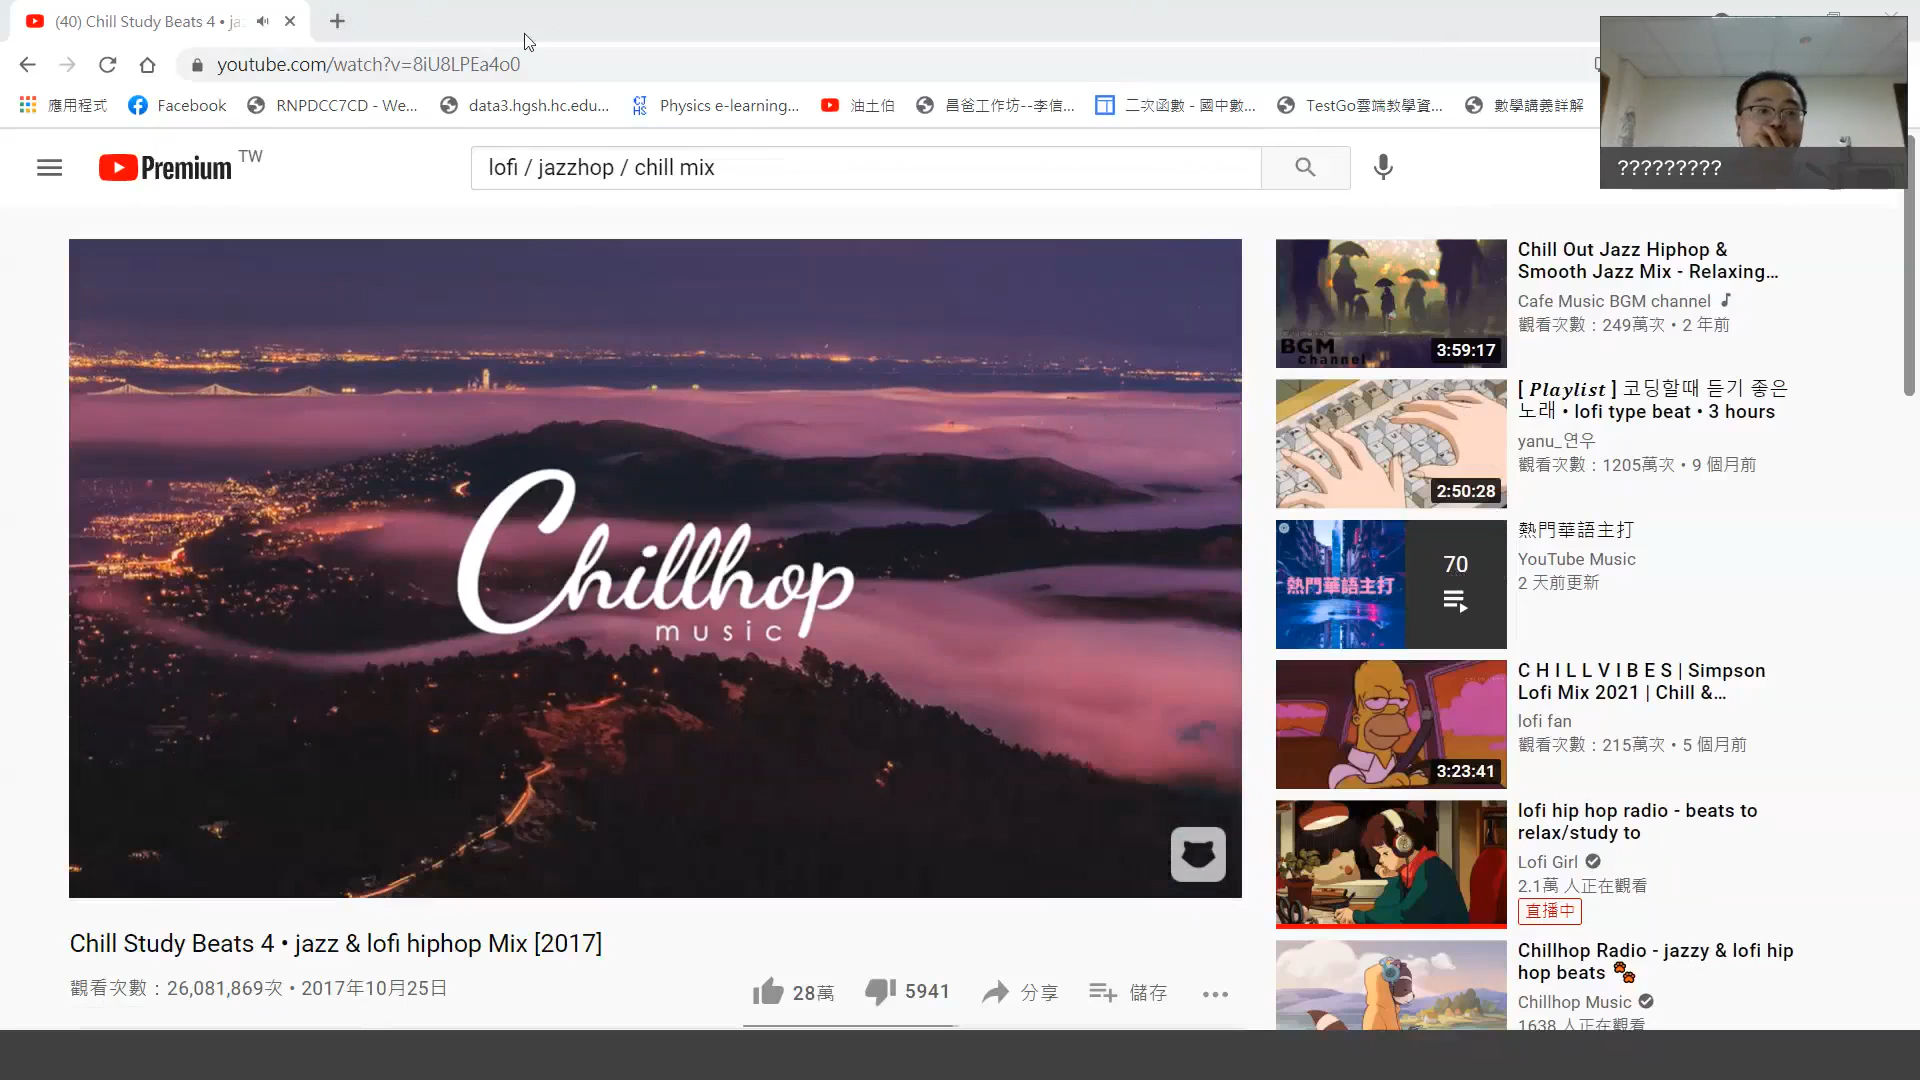 (40) Chill Study Beats 4 • ja
youtube.com/watch?v=8iU8LPEa4o0
應用程式 Facebook RNPDCC7CD - We... data3.hgsh.hc.edu... CT HS Physics e-learning... 油土伯 昌爸工作坊--李信... 二次函數 - 國中數... TestGo雲端教學資... 數學講義詳解
?????????
Premium TW
lofi / jazzhop / chill mix
Chillhop
music
Chill Study Beats 4 • jazz & lofi hiphop Mix [2017]
觀看次數：26,081,869次 • 2017年10月25日
28萬 5941 分享 儲存
BGM
channel
3:59:17
Chill Out Jazz Hiphop &
Smooth Jazz Mix - Relaxing...
Cafe Music BGM channel
觀看次數：249萬次 • 2 年前
2:50:28
[ Playlist ] 코딩할때 듣기 좋은
노래 • lofi type beat • 3 hours
yanu_연우
觀看次數：1205萬次 • 9 個月前
熱門華語主打
70
熱門華語主打
YouTube Music
2 天前更新
3:23:41
C H I L L V I B E S | Simpson
Lofi Mix 2021 | Chill &...
lofi fan
觀看次數：215萬次 • 5 個月前
lofi hip hop radio - beats to
relax/study to
Lofi Girl
2.1萬 人正在觀看
直播中
Chillhop Radio - jazzy & lofi hip
hop beats 🐾
Chillhop Music
1638 人正在觀看